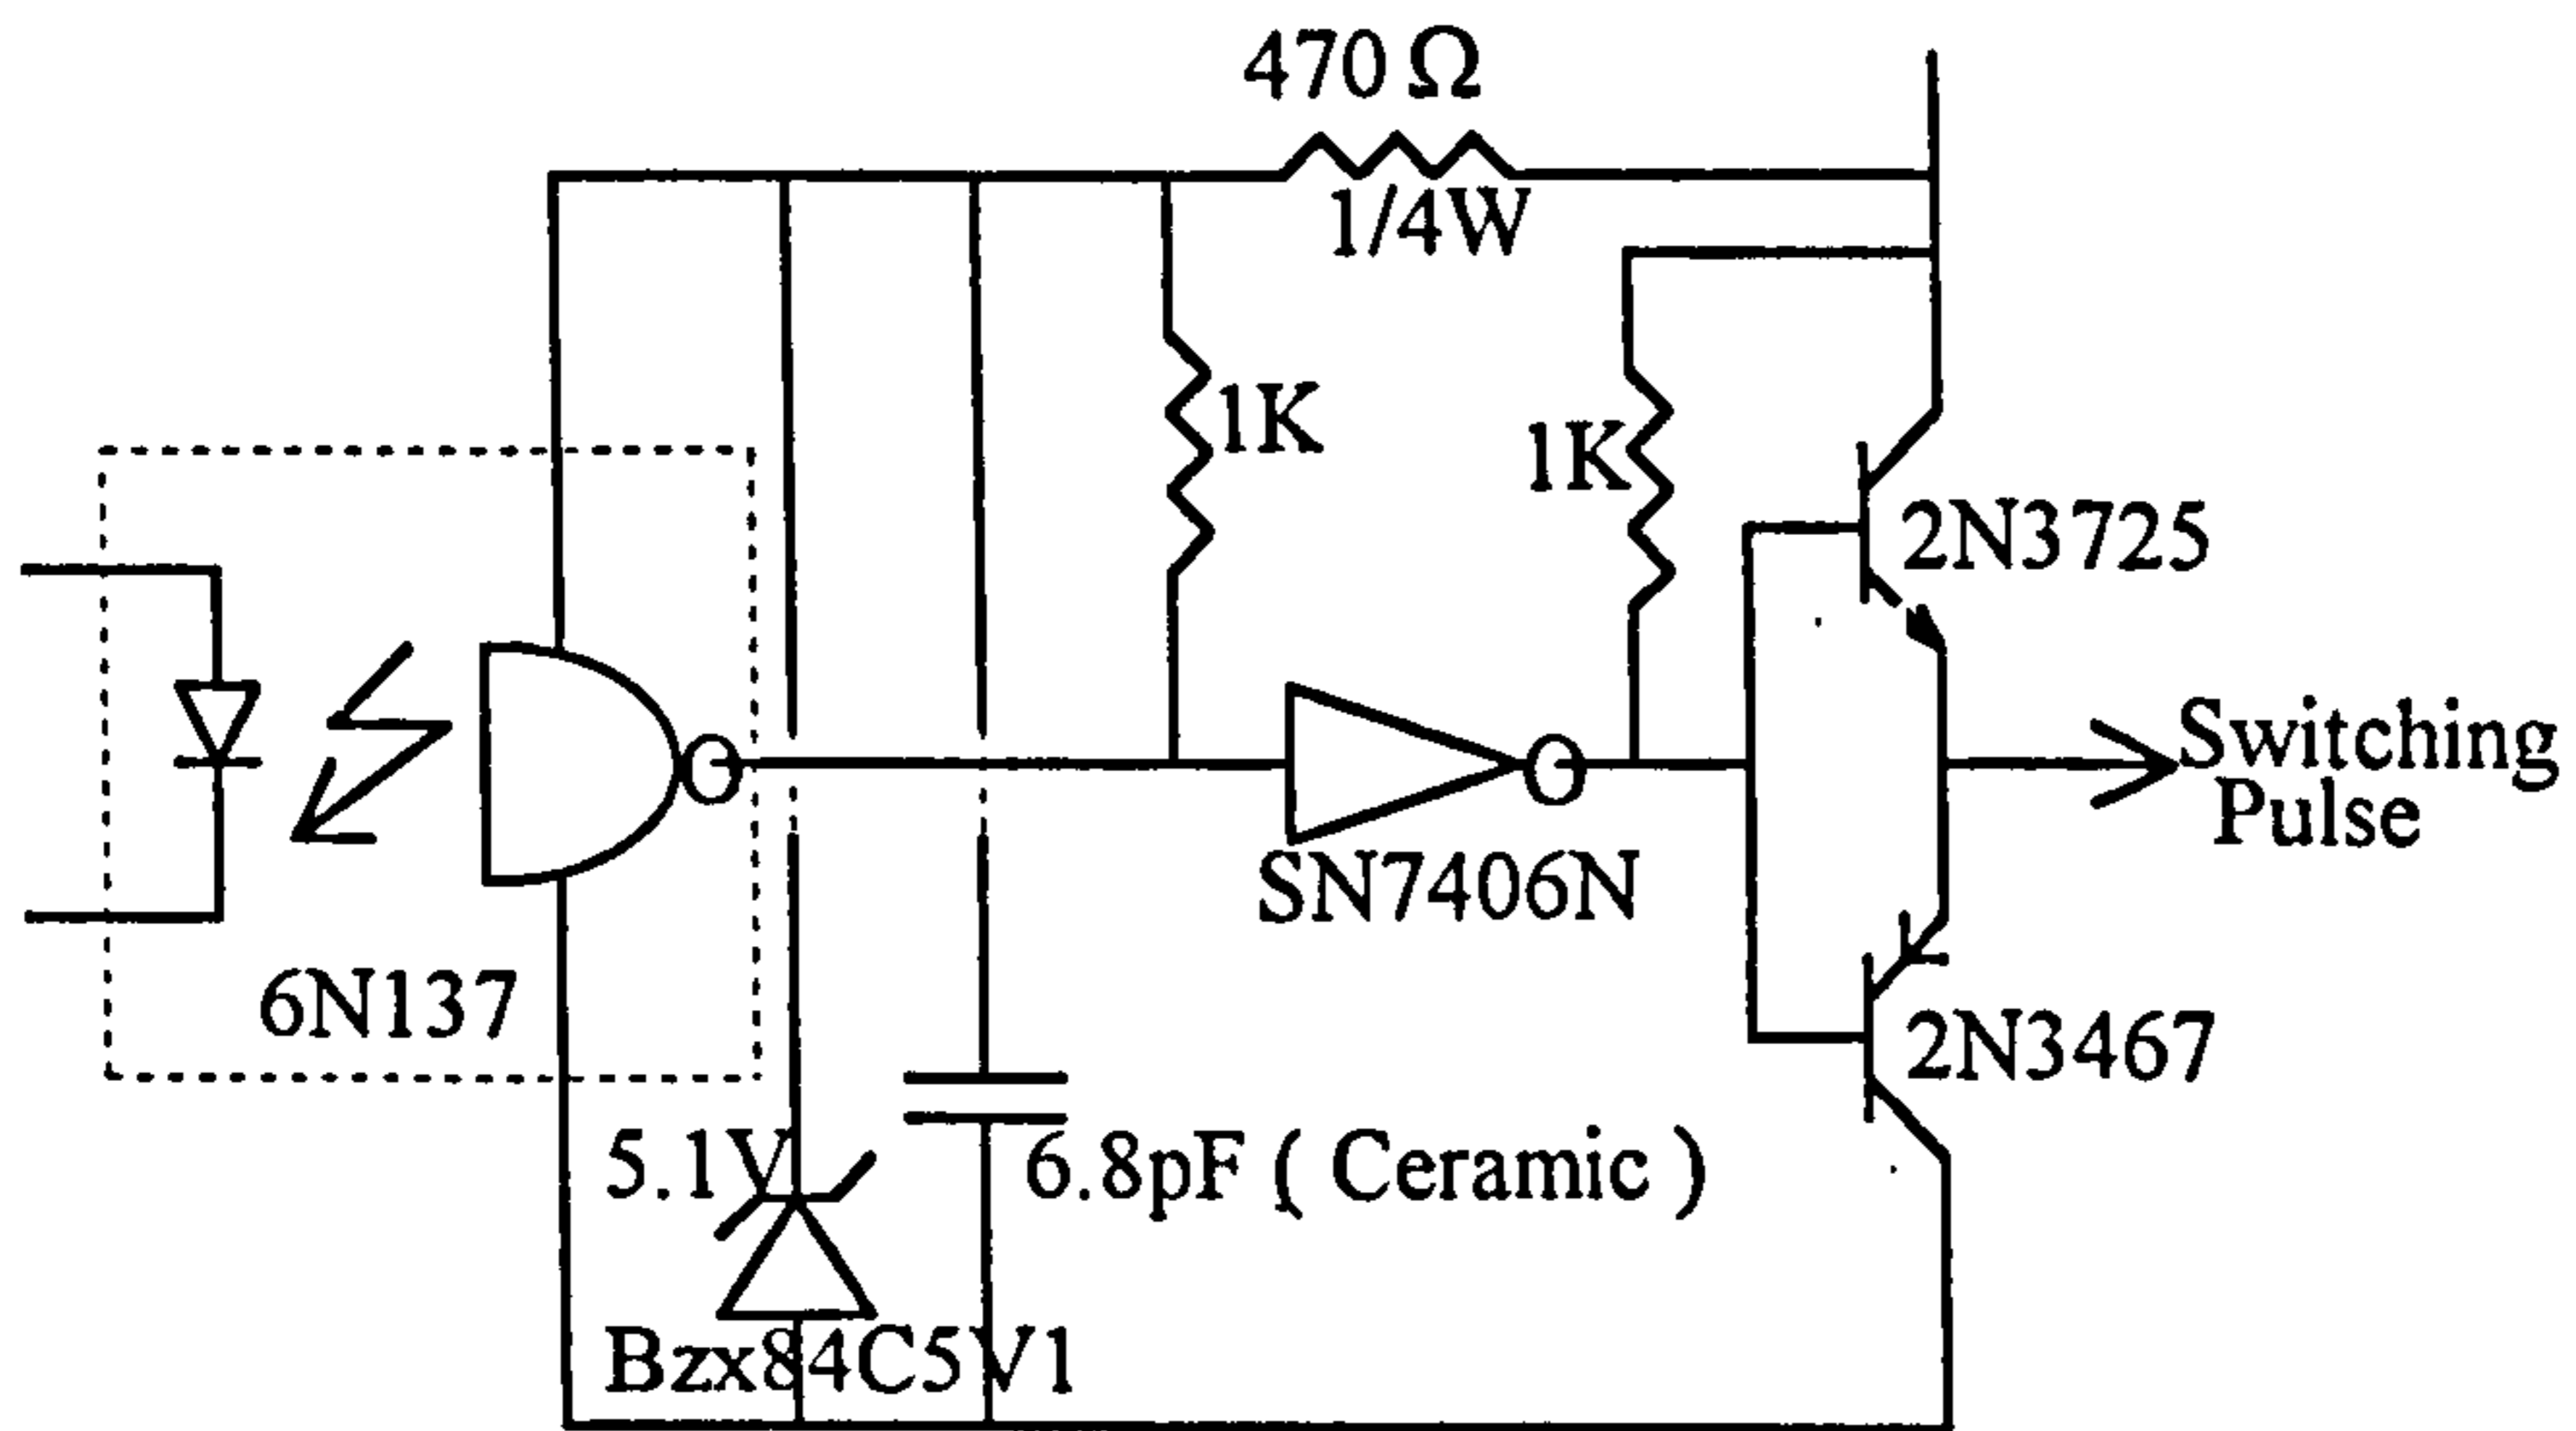 470 Ω
1/4W
1K
1K
2N3725
Switching
Pulse
SN7406N
6N137
2N3467
5.1V
6.8pF ( Ceramic )
Bzx84C5V1